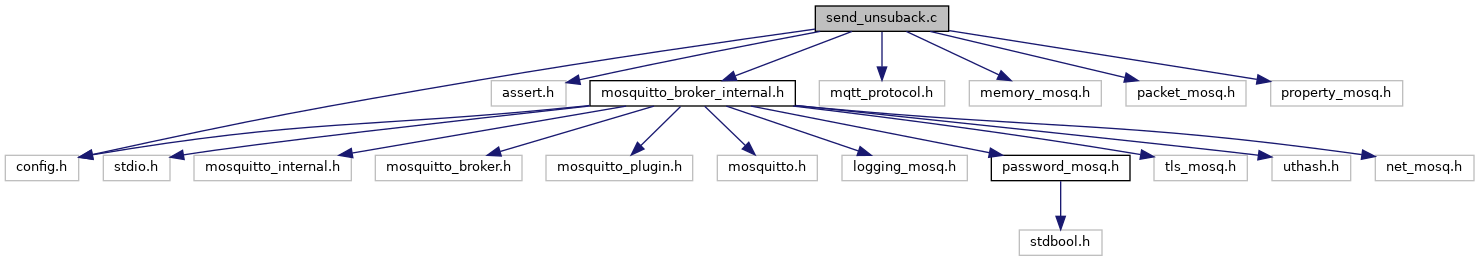 send_unsuback.c
assert.h
mosquitto_broker_internal.h
mqtt_protocol.h
memory_mosq.h
packet_mosq.h
property_mosq.h
config.h
stdio.h
mosquitto_internal.h
mosquitto_broker.h
mosquitto_plugin.h
mosquitto.h
logging_mosq.h
password_mosq.h
tls_mosq.h
uthash.h
net_mosq.h
stdbool.h